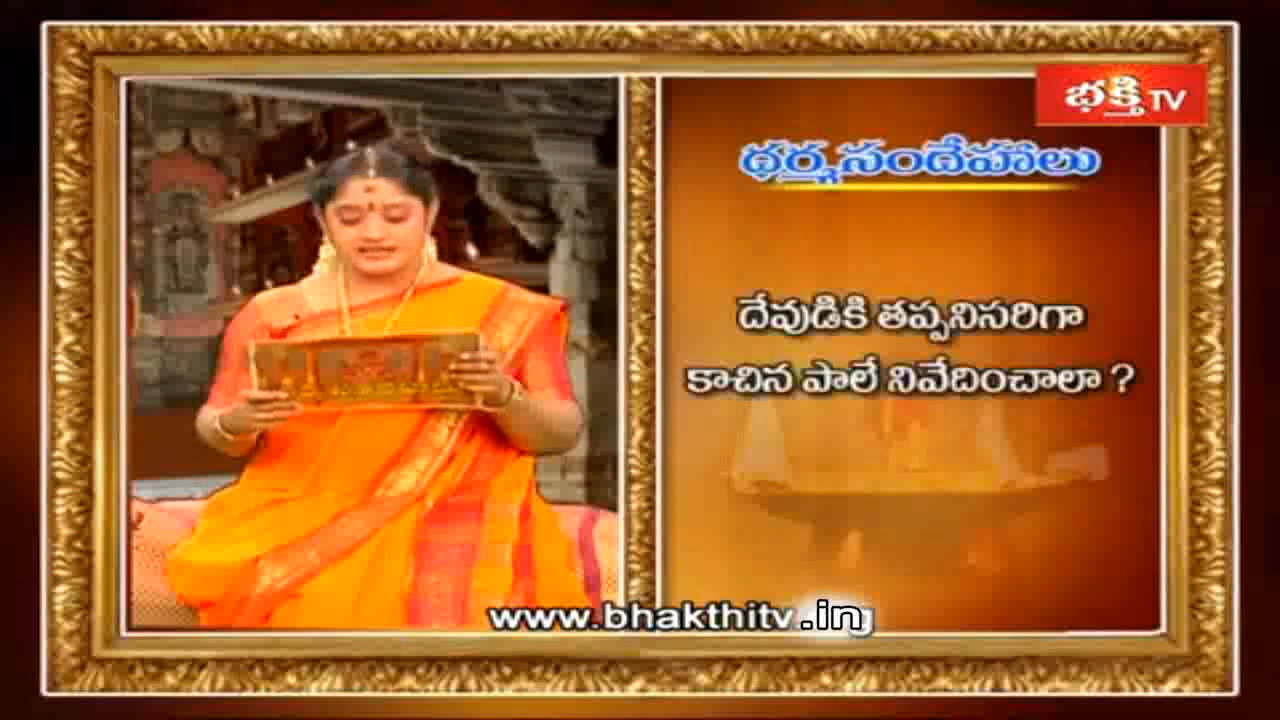 భక్తి TV
ధర్మసందేహాలు
దేవుడికి తప్పనిసరిగా
కాచిన పాలే నివేదించాలా ?
www.bhakthitv.in